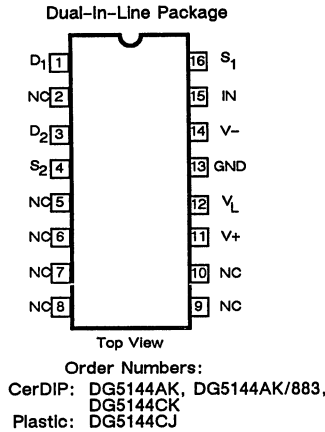 Dual-In-Line Package
D1 1 16 S1
NC 2 15 IN
D2 3 14 V-
S2 4 13 GND
NC 5 12 VL
NC 6 11 V+
NC 7 10 NC
NC 8 9 NC
Top View
Order Numbers:
CerDIP: DG5144AK, DG5144AK/883,
DG5144CK
Plastic: DG5144CJ